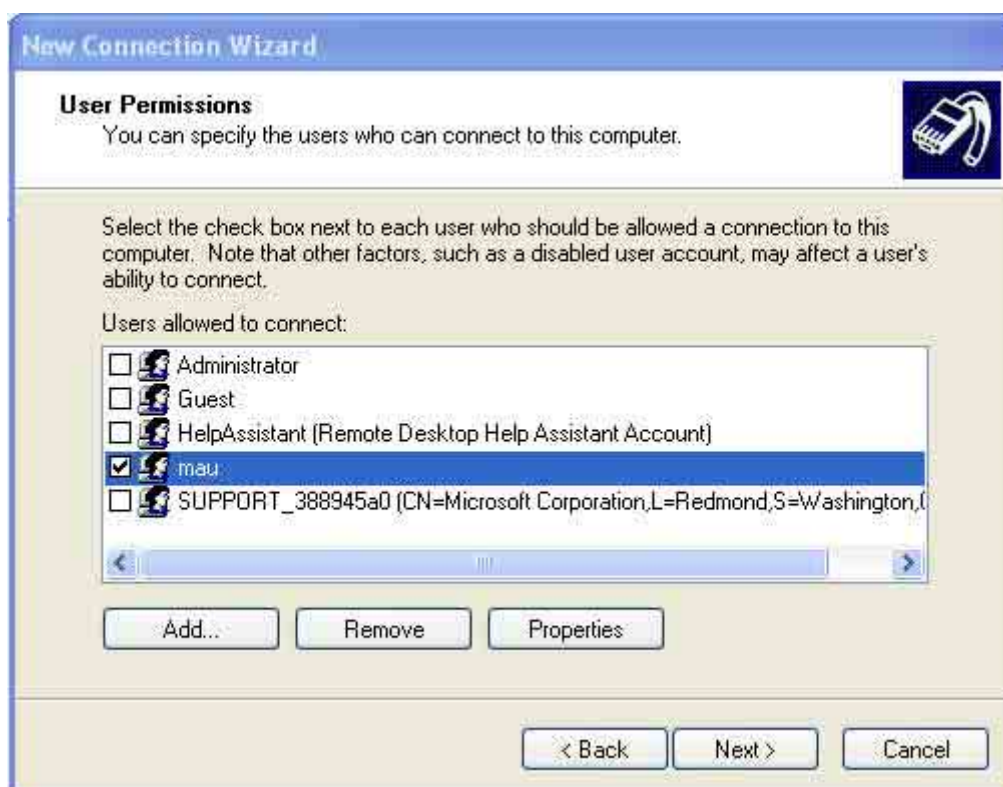 New Connection Wizard
User Permissions
You can specify the users who can connect to this computer.
Select the check box next to each user who should be allowed a connection to this
computer.  Note that other factors, such as a disabled user account, may affect a user's
ability to connect.
Users allowed to connect:
Administrator
Guest
HelpAssistant (Remote Desktop Help Assistant Account)
mau
SUPPORT_388945a0 (CN=Microsoft Corporation,L=Redmond,S=Washington,
Add...
Remove
Properties
< Back
Next >
Cancel